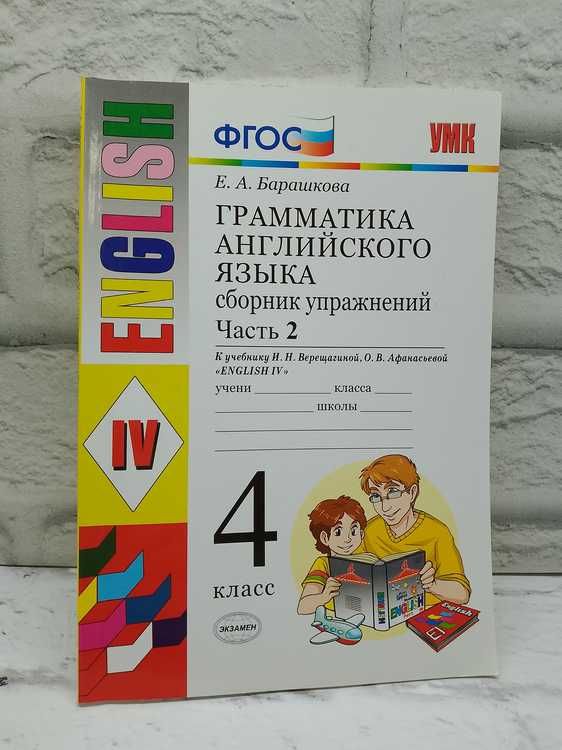 ENGLISH
ФГОС
УМК
Е. А. Барашкова
ГРАММАТИКА
АНГЛИЙСКОГО
ЯЗЫКА
сборник упражнений
Часть 2
К учебнику И. Н. Верещагиной, О. В. Афанасьевой
«ENGLISH IV»
учени класса
школы
IV
4
класс
ENGLISH
English
E
ЭКЗАМЕН